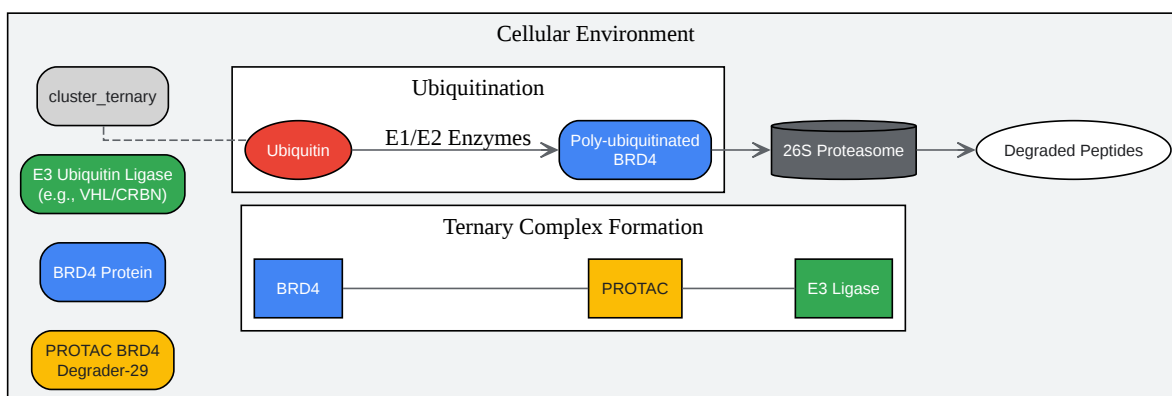 Cellular Environment
cluster_ternary
E3 Ubiquitin Ligase
(e.g., VHL/CRBN)
BRD4 Protein
PROTAC BRD4
Degrader-29
Ubiquitination
Ubiquitin
E1/E2 Enzymes
Poly-ubiquitinated
BRD4
26S Proteasome
Degraded Peptides
Ternary Complex Formation
BRD4
PROTAC
E3 Ligase